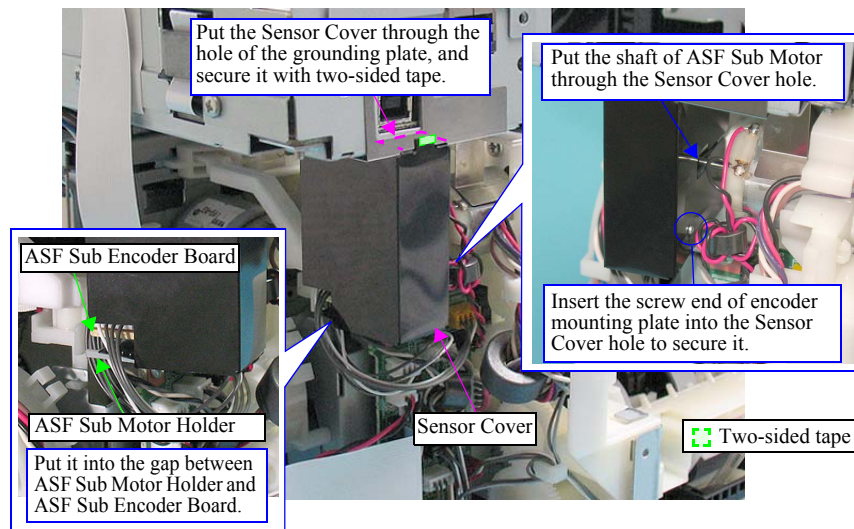 Put the Sensor Cover through the
hole of the grounding plate, and
secure it with two-sided tape.
Put the shaft of ASF Sub Motor
through the Sensor Cover hole.
ASF Sub Encoder Board
Insert the screw end of encoder
mounting plate into the Sensor
Cover hole to secure it.
ASF Sub Motor Holder
Sensor Cover
Two-sided tape
Put it into the gap between
ASF Sub Motor Holder and
ASF Sub Encoder Board.